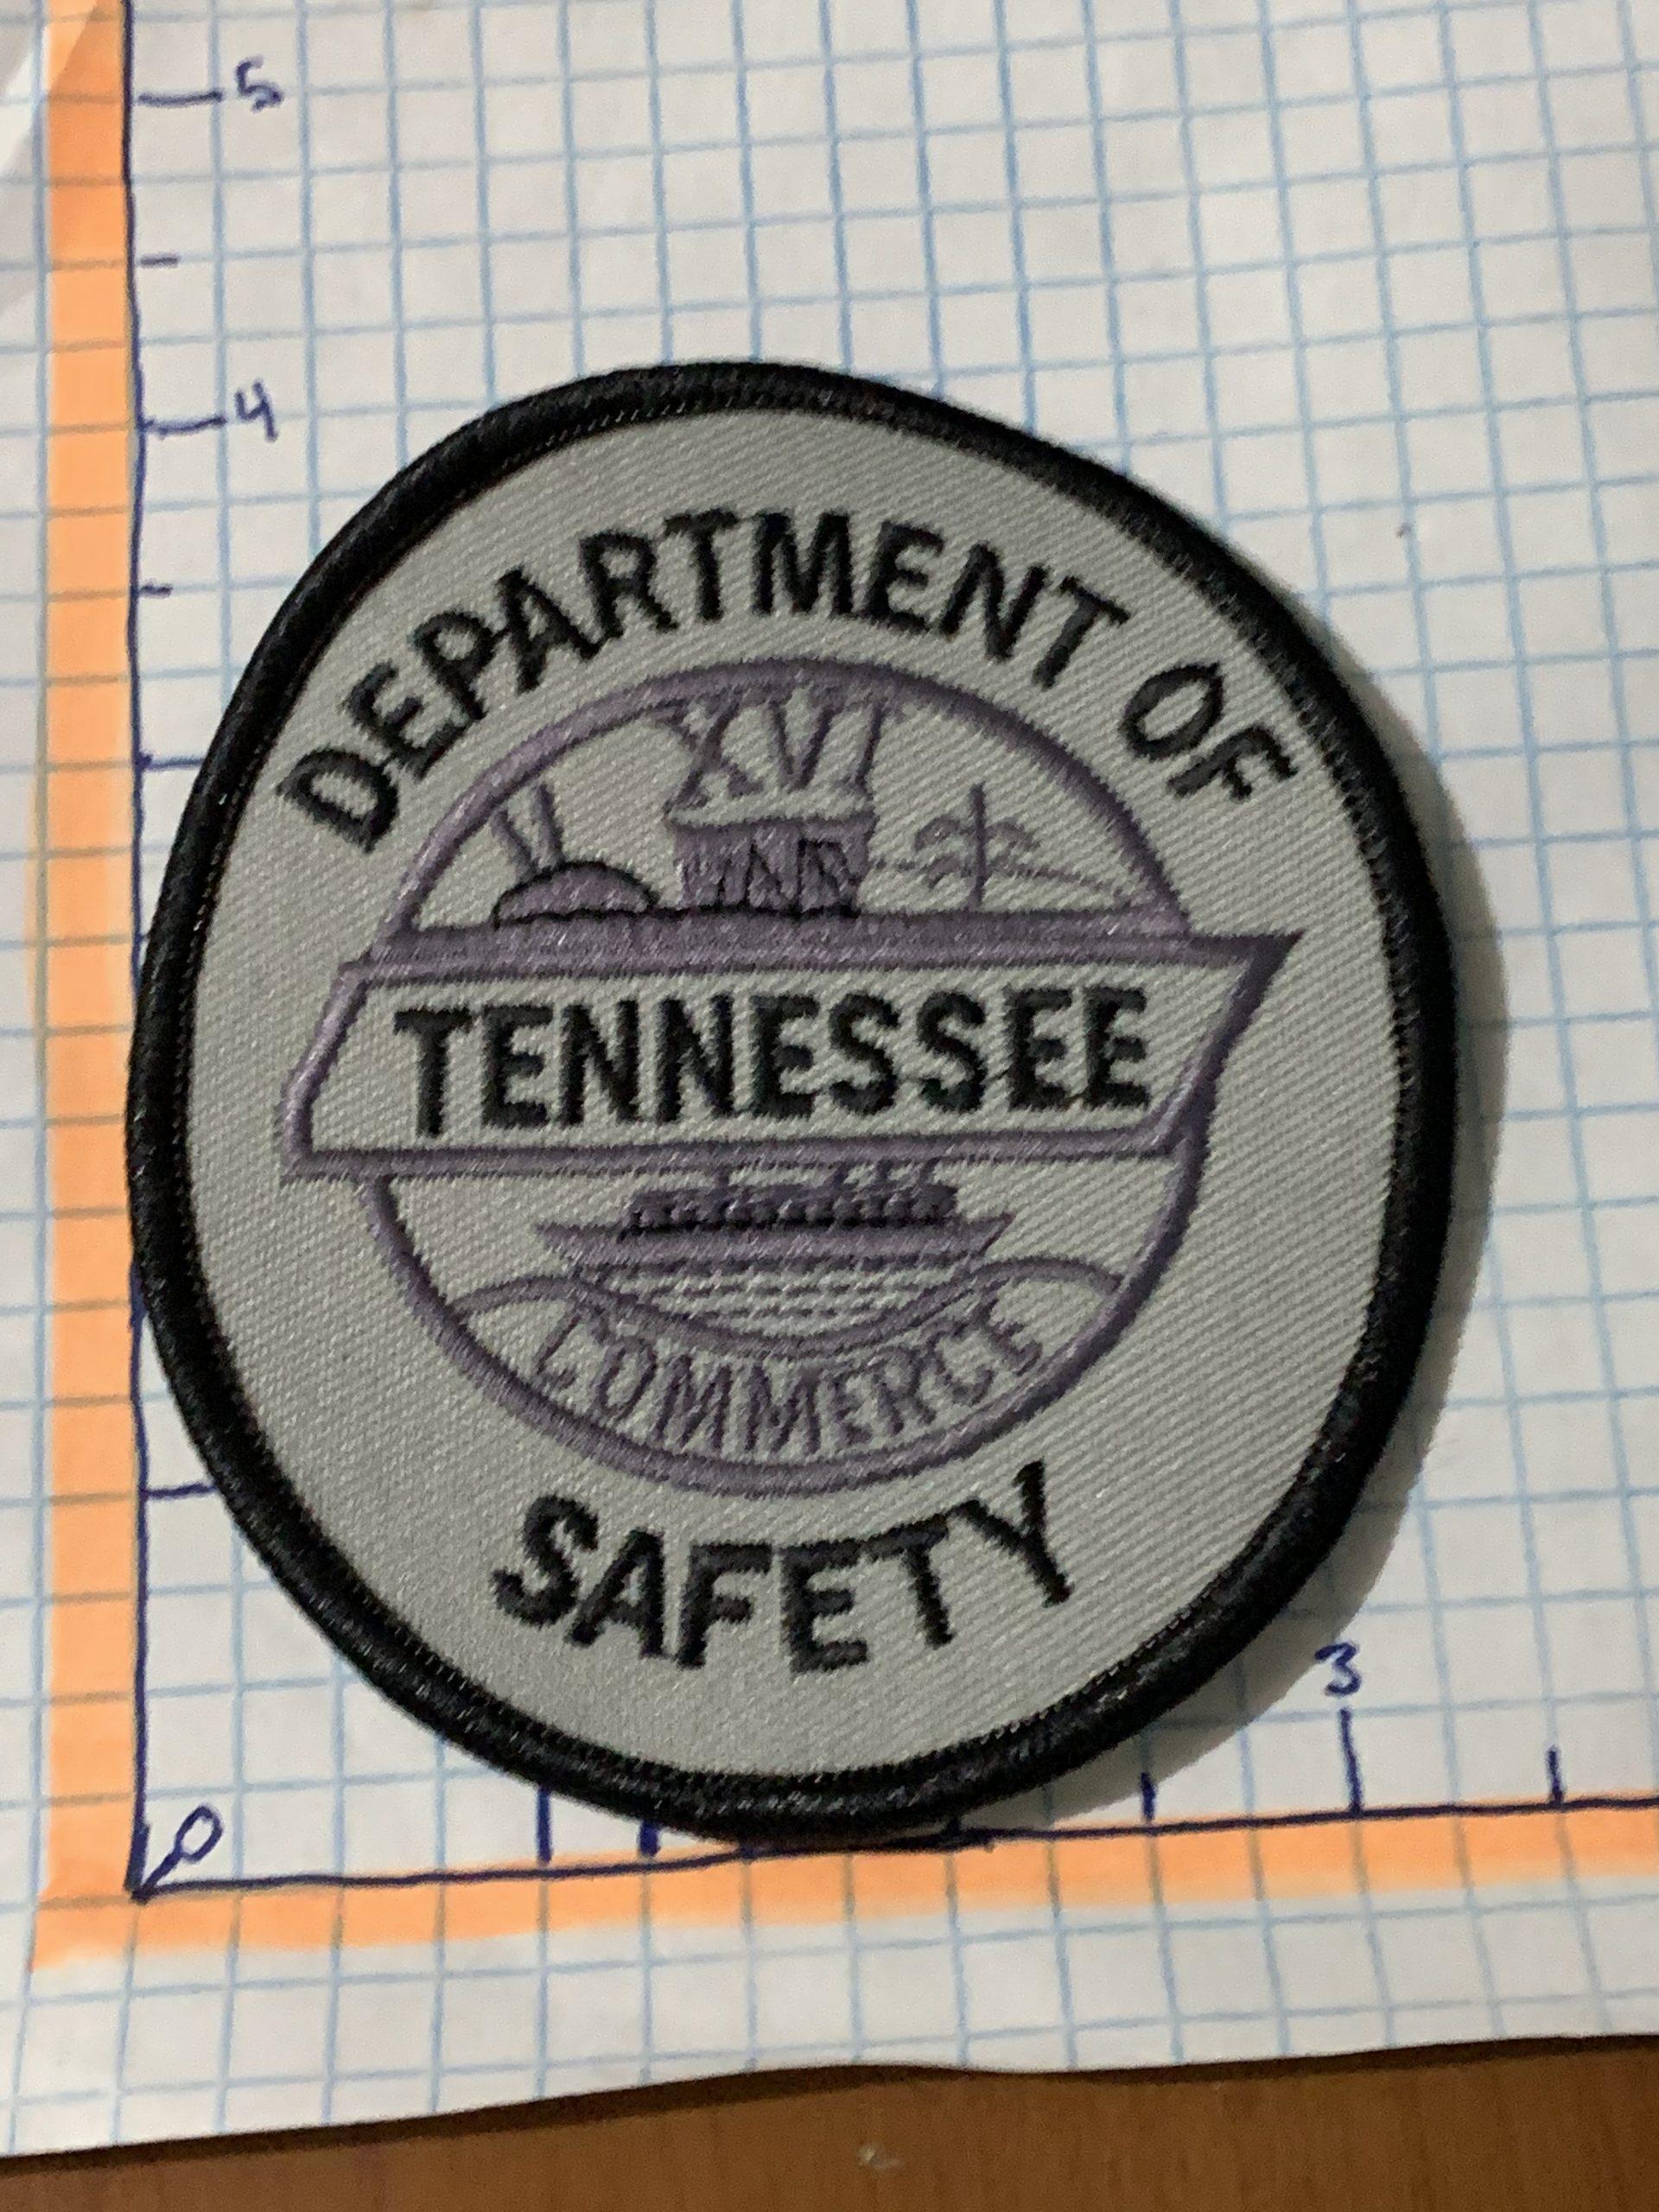 5
4
DEPARTMENT OF
XVI
TENNESSEE
COMMERCE
SAFETY
3
0